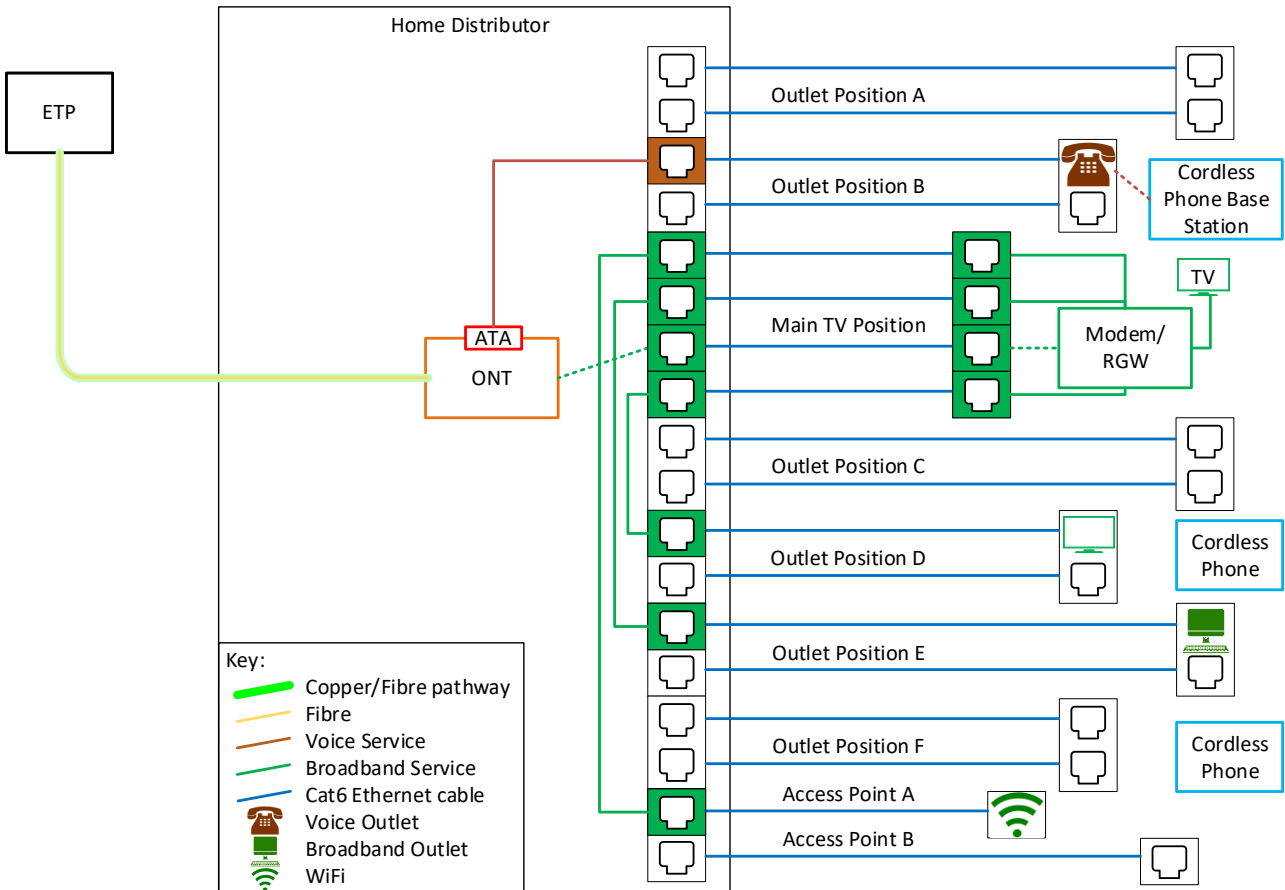 Home Distributor
ETP
Outlet Position A
Outlet Position B
Cordless
Phone Base
Station
TV
Main TV Position
Modem/
RGW
ATA
ONT
Outlet Position C
Outlet Position D
Cordless
Phone
Outlet Position E
Outlet Position F
Cordless
Phone
Access Point A
Access Point B
Key:
Copper/Fibre pathway
Fibre
Voice Service
Broadband Service
Cat6 Ethernet cable
Voice Outlet
Broadband Outlet
WiFi